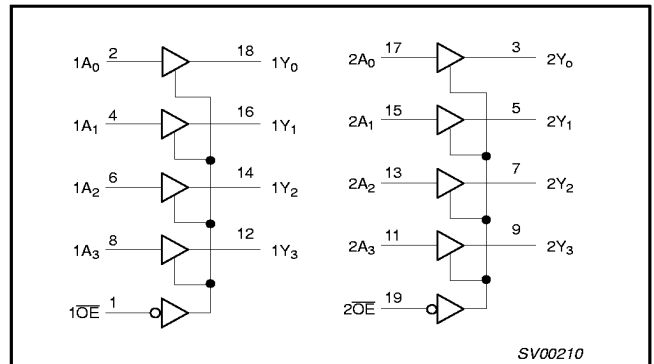 1A0 2 18 1Y0
1A1 4 16 1Y1
1A2 6 14 1Y2
1A3 8 12 1Y3
1OE 1
2A0 17 3 2Yo
2A1 15 5 2Y1
2A2 13 7 2Y2
2A3 11 9 2Y3
2OE 19
SV00210